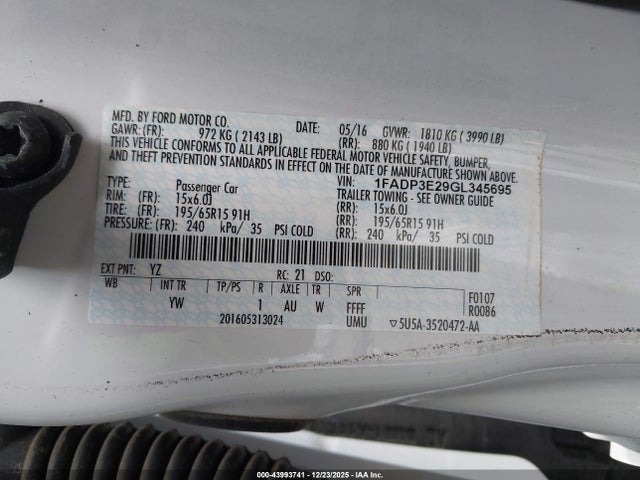 MFD. BY FORD MOTOR CO. DATE: 05/16 GVWR: 1810 KG ( 3990 LB)
GAWR: (FR): 972 KG ( 2143 LB) (RR): 880 KG ( 1940 LB)
THIS VEHICLE CONFORMS TO ALL APPLICABLE FEDERAL MOTOR VEHICLE SAFETY, BUMPER,
AND THEFT PREVENTION STANDARDS IN EFFECT ON THE DATE OF MANUFACTURE SHOWN ABOVE.
VIN: 1FADP3E29GL345695
TYPE: Passenger Car TRAILER TOWING - SEE OWNER GUIDE
RIM: (FR): 15x6.0J (RR): 15x6.0J
TIRE: (FR): 195/65R15 91H (RR): 195/65R15 91H
PRESSURE: (FR): 240 kPa/ 35 PSI COLD (RR): 240 kPa/ 35 PSI COLD
EXT PNT: YZ RC: 21 DSO:
WB INT TR TP/PS R AXLE TR SPR F0107
YW 1 AU W FFFF R0086
201605313024 UMU ▽5U5A-3520472-AA
000-43993741 - 12/23/2025 - IAA